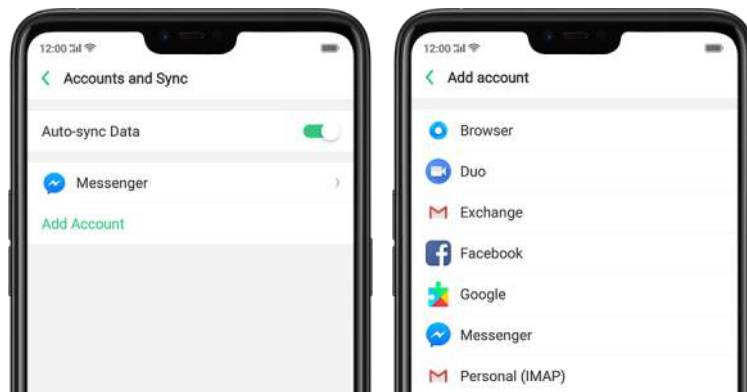 12:00
Accounts and Sync
Auto-sync Data
Messenger
Add Account
12:00
Add account
Browser
Duo
Exchange
Facebook
Google
Messenger
Personal (IMAP)